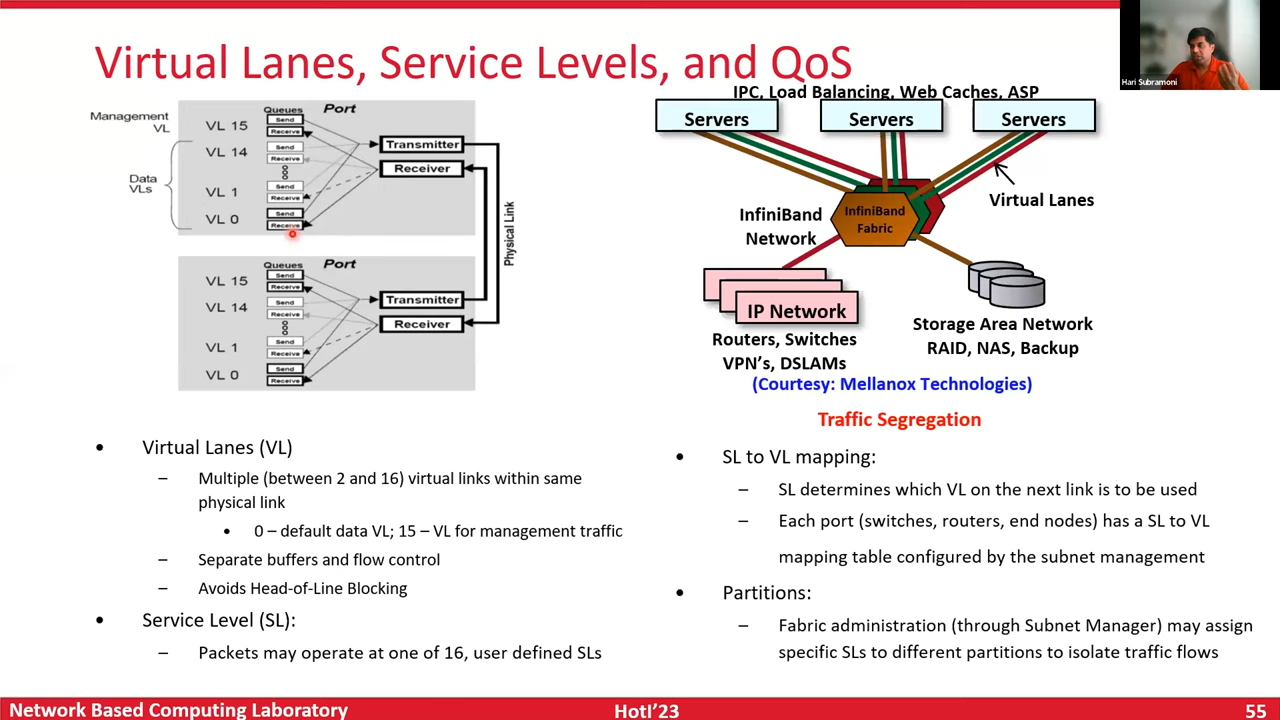 Virtual Lanes, Service Levels, and QoS
Hari Subramoni
Management
VL
Data
VLs
Queues
Port
VL 15
Send
Receive
VL 14
Send
Receive
VL 1
Send
Receive
VL 0
Send
Receive
Transmitter
Receiver
Physical Link
Queues
Port
VL 15
Send
Receive
VL 14
Send
Receive
VL 1
Send
Receive
VL 0
Send
Receive
Transmitter
Receiver
IPC, Load Balancing, Web Caches, ASP
Servers
Servers
Servers
Virtual Lanes
InfiniBand
Network
InfiniBand
Fabric
IP Network
Routers, Switches
VPN's, DSLAMs
Storage Area Network
RAID, NAS, Backup
(Courtesy: Mellanox Technologies)
Traffic Segregation
• Virtual Lanes (VL)
– Multiple (between 2 and 16) virtual links within same
physical link
• 0 – default data VL; 15 – VL for management traffic
– Separate buffers and flow control
– Avoids Head-of-Line Blocking
• Service Level (SL):
– Packets may operate at one of 16, user defined SLs
• SL to VL mapping:
– SL determines which VL on the next link is to be used
– Each port (switches, routers, end nodes) has a SL to VL
mapping table configured by the subnet management
• Partitions:
– Fabric administration (through Subnet Manager) may assign
specific SLs to different partitions to isolate traffic flows
Network Based Computing Laboratory
HotI'23
55